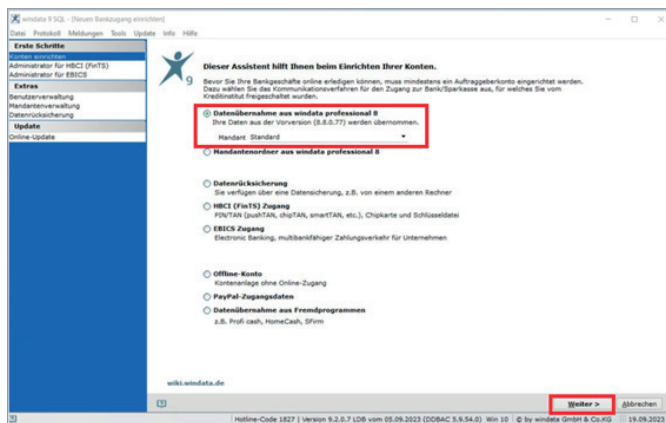 windata 9 SQL - [Neuen Bankzugang einrichten]
Datei Protokoll Meldungen Tools Update Info Hilfe
Erste Schritte
Konten einrichten
Administrator für HBCI (FinTS)
Administrator für EBICS
Extras
Benutzerverwaltung
Mandantenverwaltung
Datenrücksicherung
Update
Online-Update
9
Dieser Assistent hilft Ihnen beim Einrichten Ihrer Konten.
Bevor Sie Ihre Bankgeschäfte online erledigen können, muss mindestens ein Auftraggeberkonto eingerichtet werden.
Dazu wählen Sie das Kommunikationsverfahren für den Zugang zur Bank/Sparkasse aus, für welches Sie vom
Kreditinstitut freigeschaltet wurden.
Datenübernahme aus windata professional 8
Ihre Daten aus der Vorversion (8.8.0.77) werden übernommen.
Mandant Standard
Mandantenordner aus windata professional 8
Datenrücksicherung
Sie verfügen über eine Datensicherung, z.B. von einem anderen Rechner
HBCI (FinTS) Zugang
PIN/TAN (pushTAN, chipTAN, smartTAN, etc.), Chipkarte und Schlüsseldatei
EBICS Zugang
Electronic Banking, multibankfähiger Zahlungsverkehr für Unternehmen
Offline-Konto
Kontenanlage ohne Online-Zugang
PayPal-Zugangsdaten
Datenübernahme aus Fremdprogrammen
z.B. Profi cash, HomeCash, SFirm
wiki.windata.de
Weiter >
Abbrechen
Hotline-Code 1827 | Version 9.2.0.7 LDB vom 05.09.2023 (DDBAC 5.9.54.0) Win 10 | © by windata GmbH & Co.KG | 19.09.2023